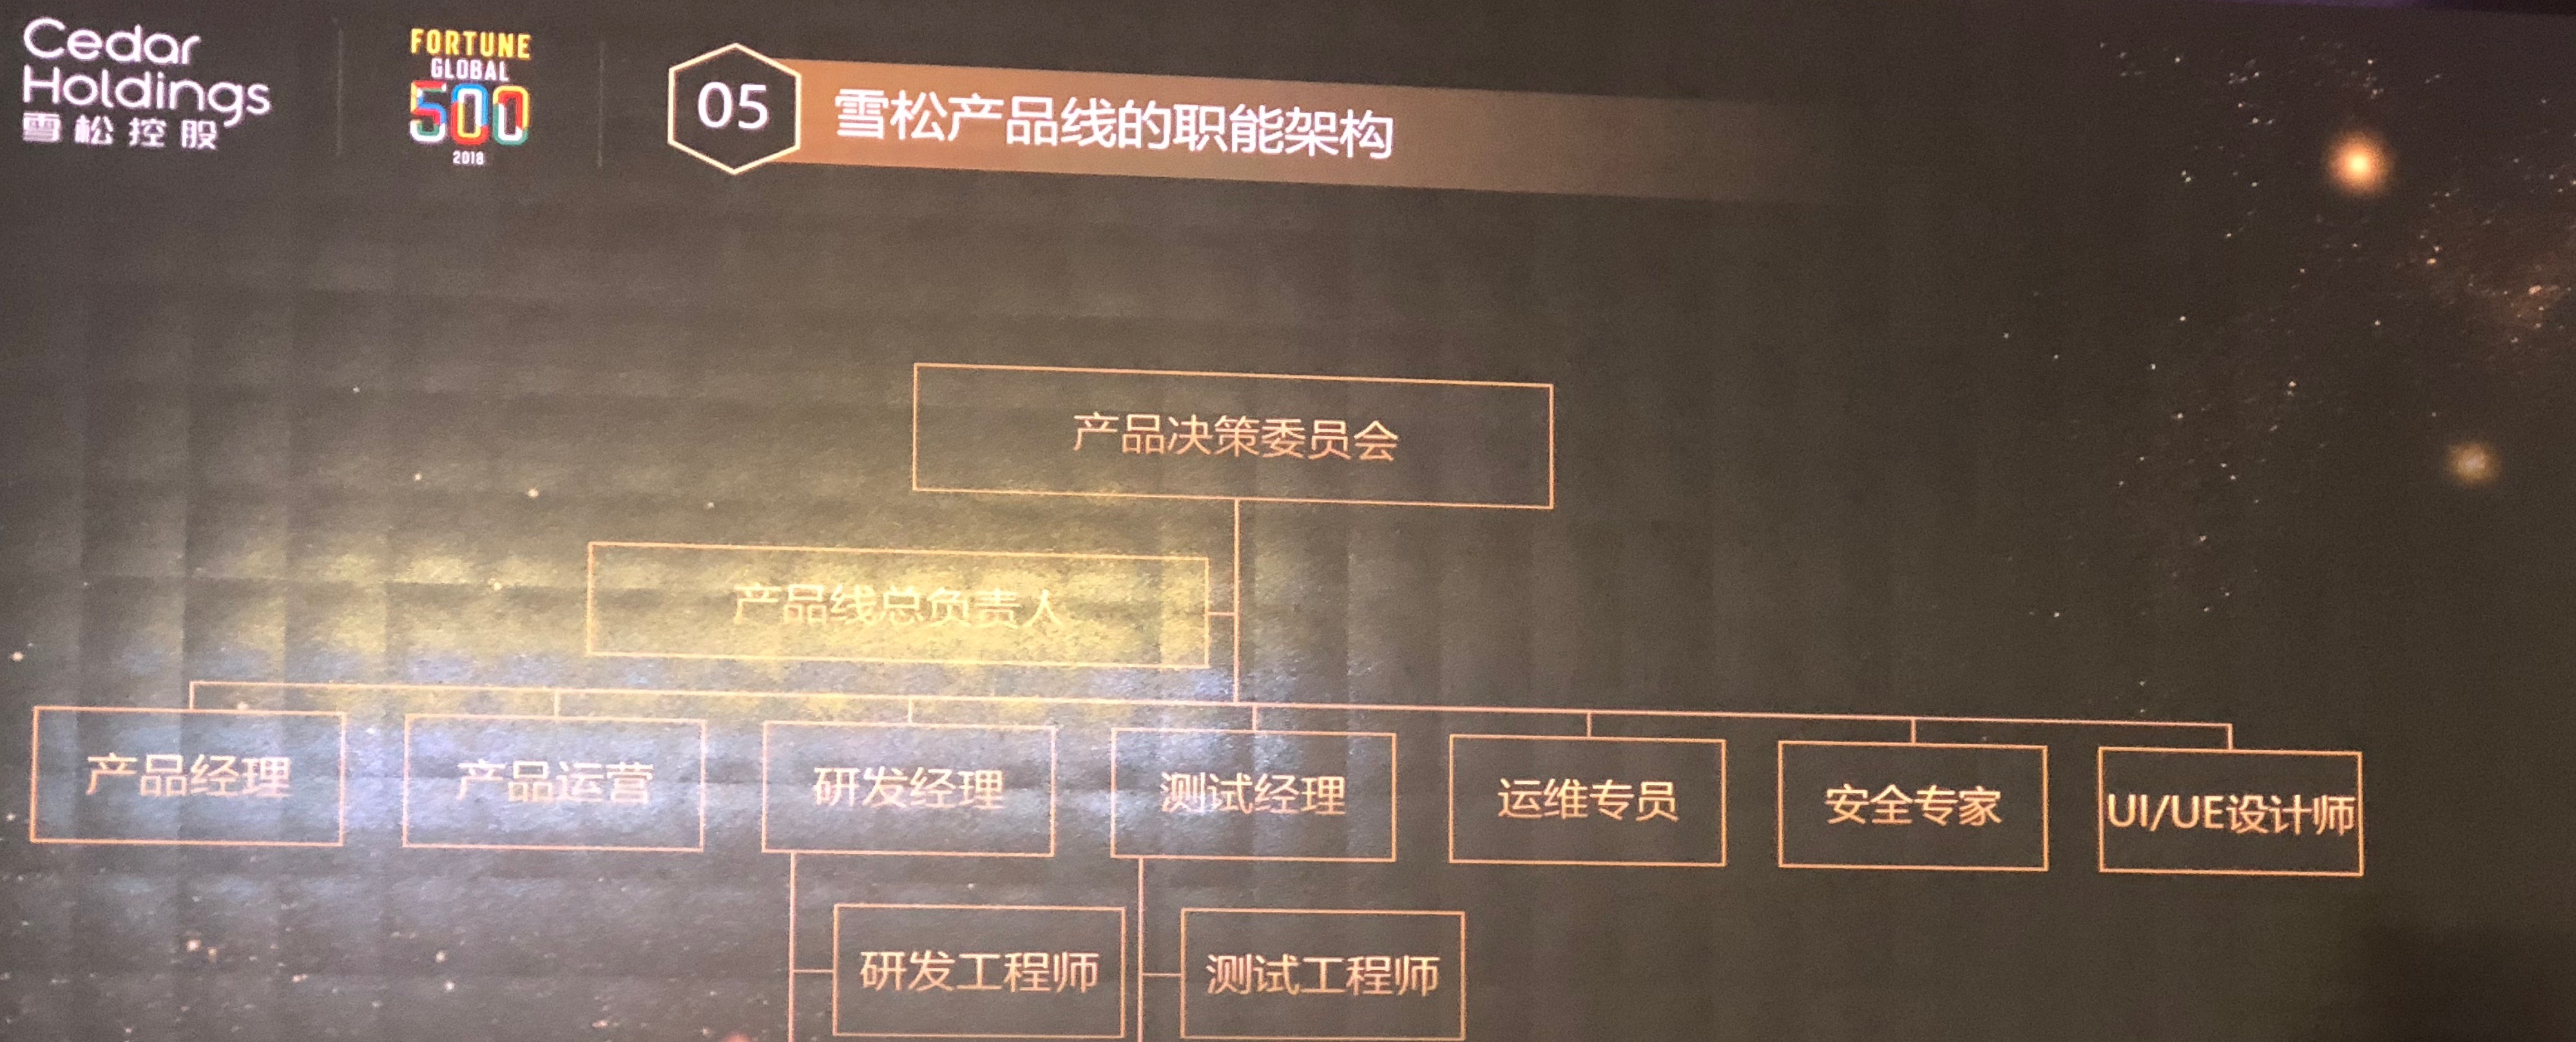 Cedar
Holdings
雪松控股
FORTUNE
GLOBAL
500
2018
05
雪松产品线的职能架构
产品决策委员会
产品线总负责人
产品经理
产品运营
研发经理
测试经理
运维专员
安全专家
UI/UE设计师
研发工程师
测试工程师